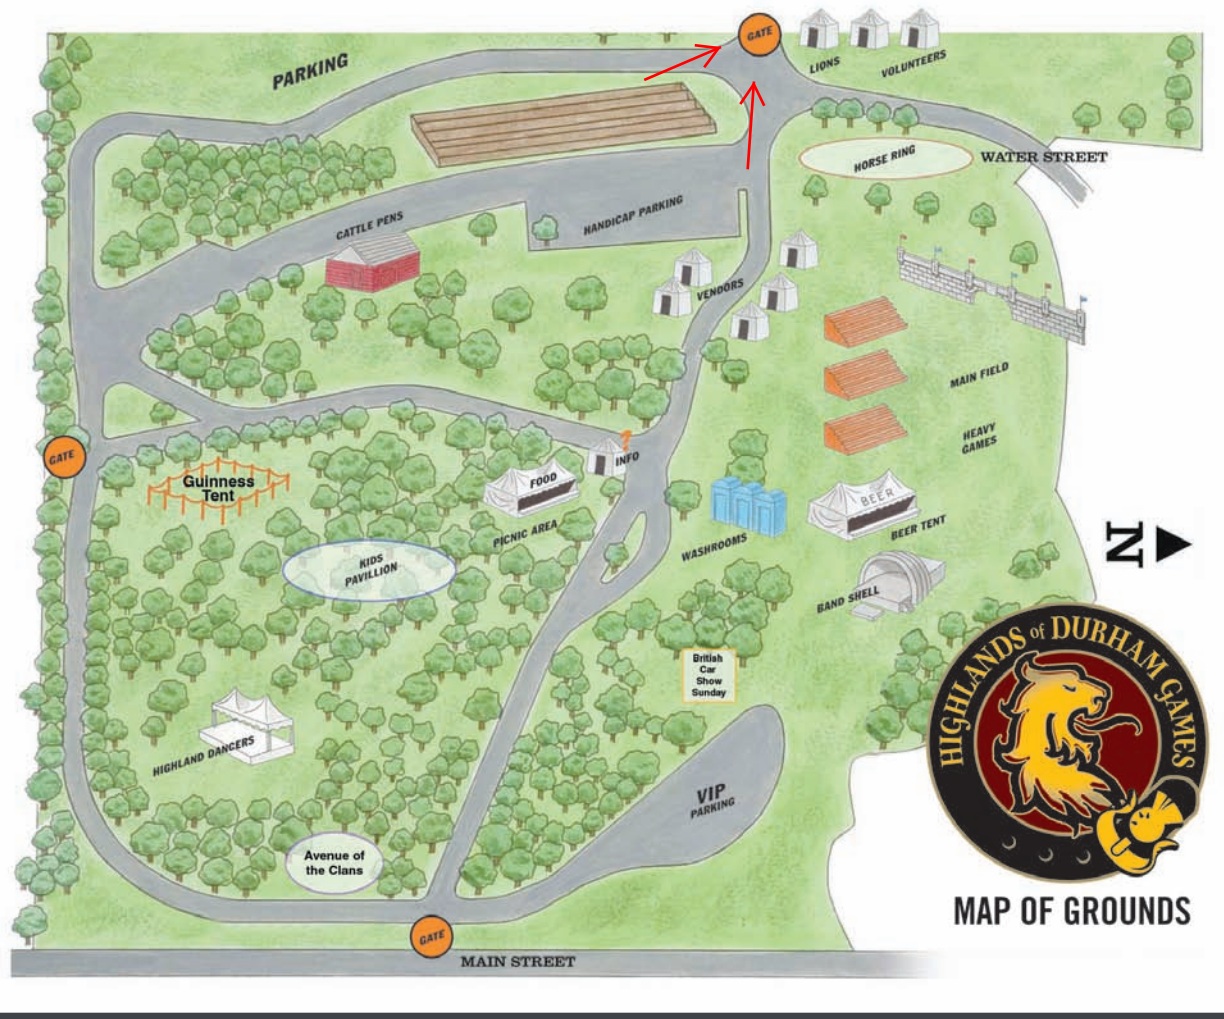 GATE
LIONS
VOLUNTEERS
PARKING
HORSE RING
WATER STREET
CATTLE PENS
HANDICAP PARKING
VENDORS
MAIN FIELD
HEAVY
GAMES
GATE
Guinness
Tent
?
INFO
FOOD
PICNIC AREA
BEER
BEER TENT
WASHROOMS
KIDS
PAVILLION
BAND SHELL
N
British
Car
Show
Sunday
HIGHLANDS of DURHAM GAMES
HIGHLAND DANCERS
VIP
PARKING
Avenue of
the Clans
MAP OF GROUNDS
GATE
MAIN STREET